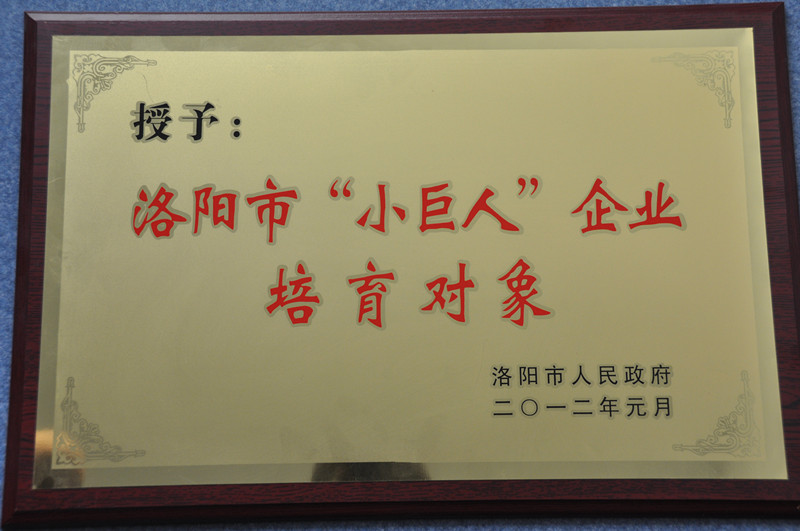 授予：
洛阳市“小巨人”企业
培育对象
洛阳市人民政府
二〇一二年元月